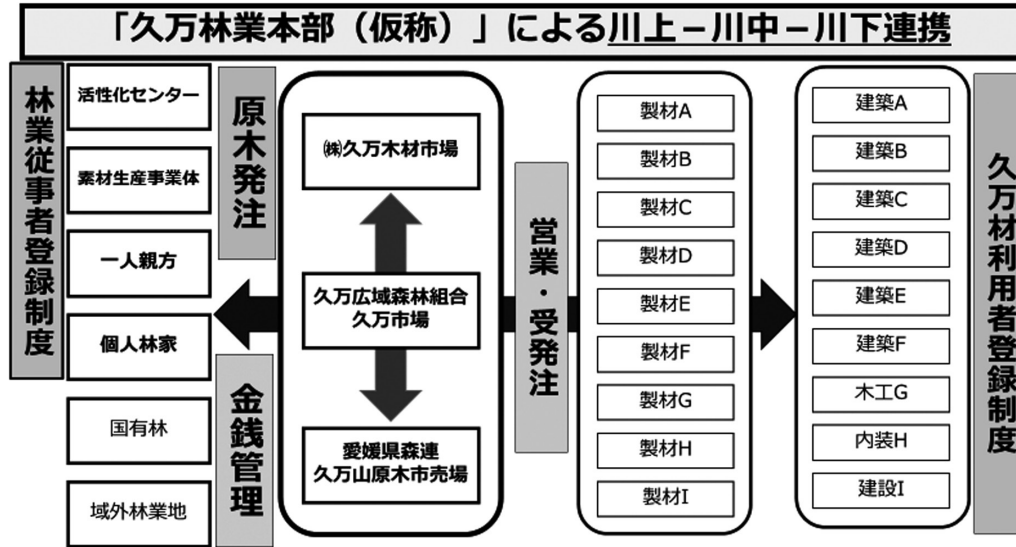 「久万林業本部（仮称）」による川上－川中－川下連携
林業従事者登録制度
活性化センター
素材生産事業体
一人親方
個人林家
国有林
域外林業地
原木発注
金銭管理
㈱久万木材市場
久万広域森林組合
久万市場
愛媛県森連
久万山原木市売場
営業・受発注
製材A
製材B
製材C
製材D
製材E
製材F
製材G
製材H
製材I
建築A
建築B
建築C
建築D
建築E
建築F
木工G
内装H
建設I
久万材利用者登録制度